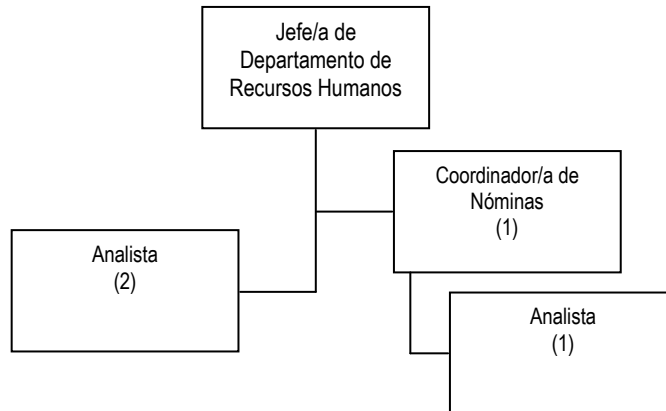 Jefe/a de
Departamento de
Recursos Humanos
Coordinador/a de
Nóminas
(1)
Analista
(2)
Analista
(1)